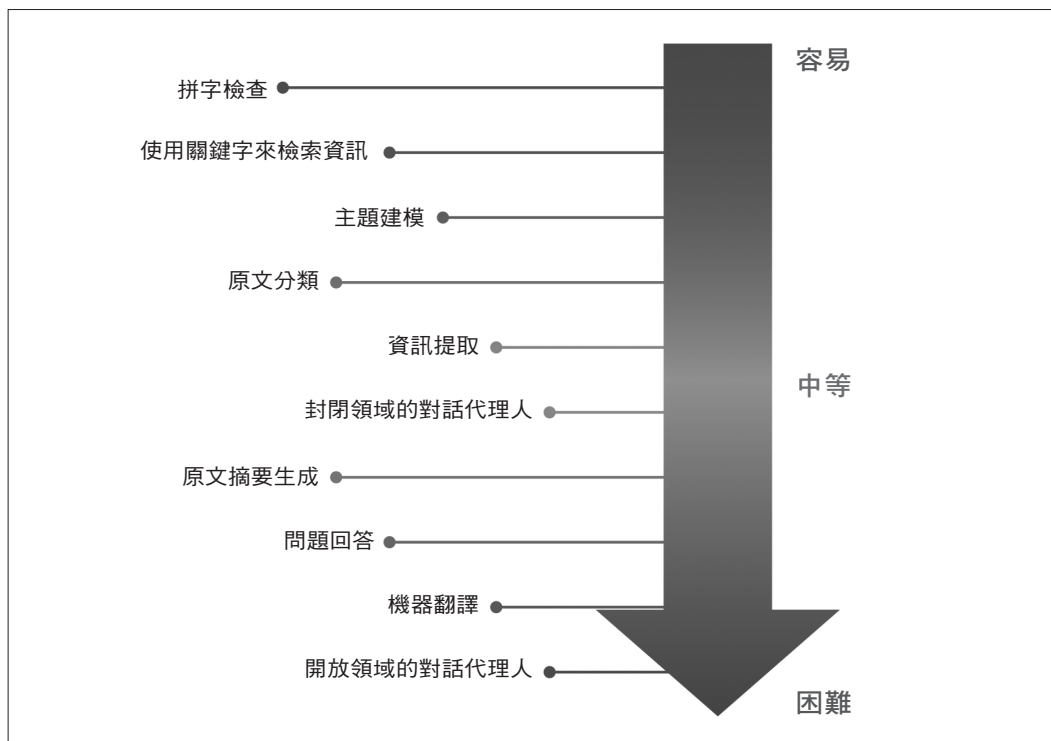 容易
拼字檢查
使用關鍵字來檢索資訊
主題建模
原文分類
資訊提取
中等
封閉領域的對話代理人
原文摘要生成
問題回答
機器翻譯
開放領域的對話代理人
困難